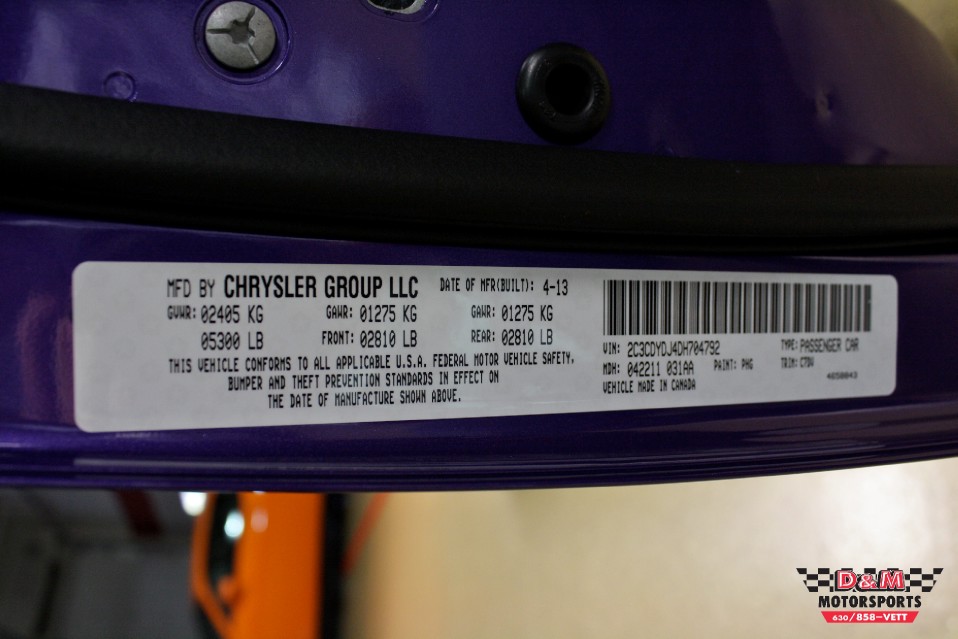 MFD BY CHRYSLER GROUP LLC DATE OF MFR(BUILT): 4-13
GVWR: 02405 KG GAWR: 01275 KG GAWR: 01275 KG
05300 LB FRONT: 02810 LB REAR: 02810 LB
THIS VEHICLE CONFORMS TO ALL APPLICABLE U.S.A. FEDERAL MOTOR VEHICLE SAFETY,
BUMPER AND THEFT PREVENTION STANDARDS IN EFFECT ON
THE DATE OF MANUFACTURE SHOWN ABOVE.
VIN: 2C3CDYDJ4DH704792 TYPE: PASSENGER CAR
MDH: 042211 031AA PAINT: PHG TRIM: C7DV
VEHICLE MADE IN CANADA 4658043
D&M
MOTORSPORTS
630/858-VETT